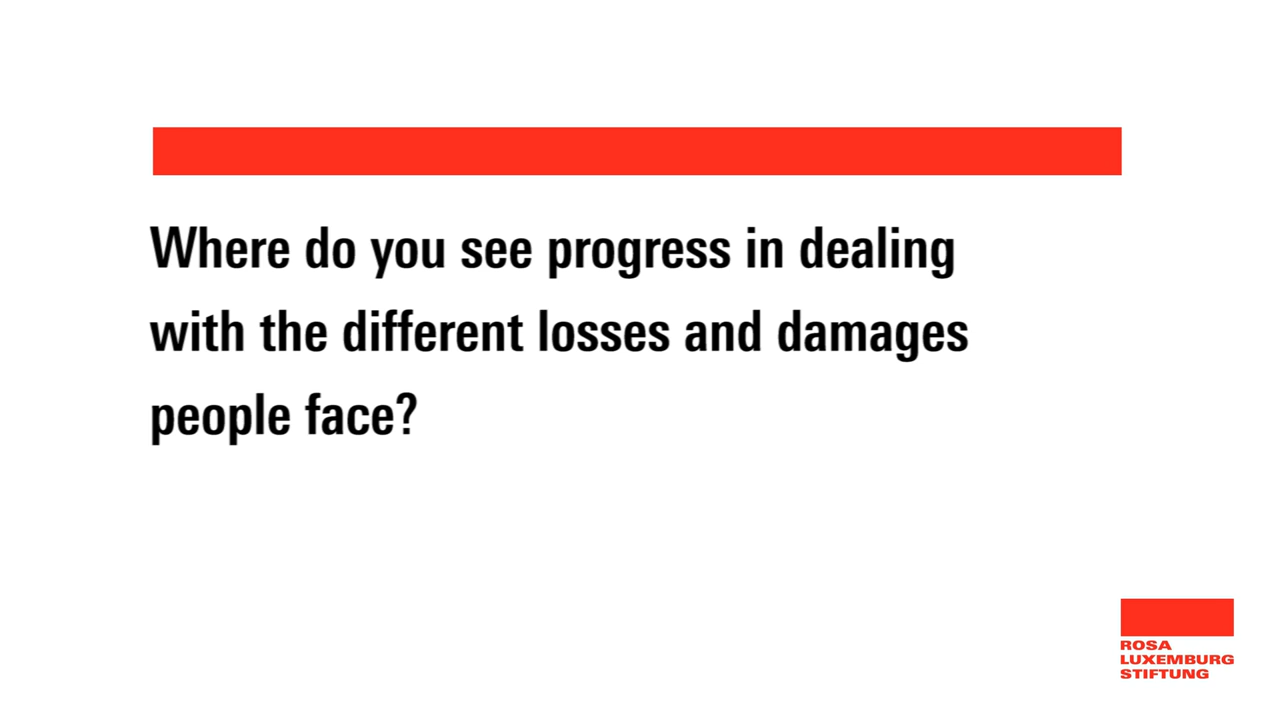 Where do you see progress in dealing
with the different losses and damages
people face?
ROSA
LUXEMBURG
STIFTUNG